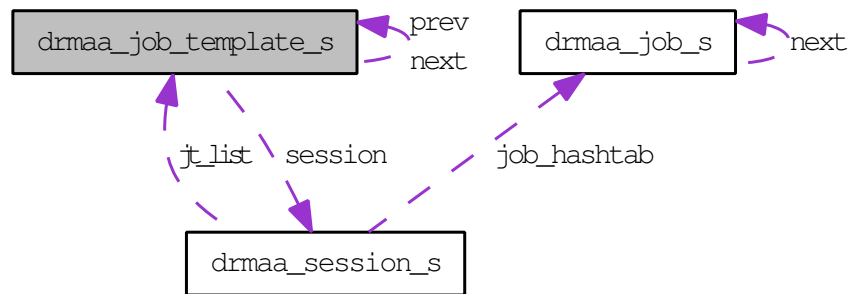 drmaa_job_template_s
prev
next
drmaa_job_s
next
jt_list
session
job_hashtab
drmaa_session_s